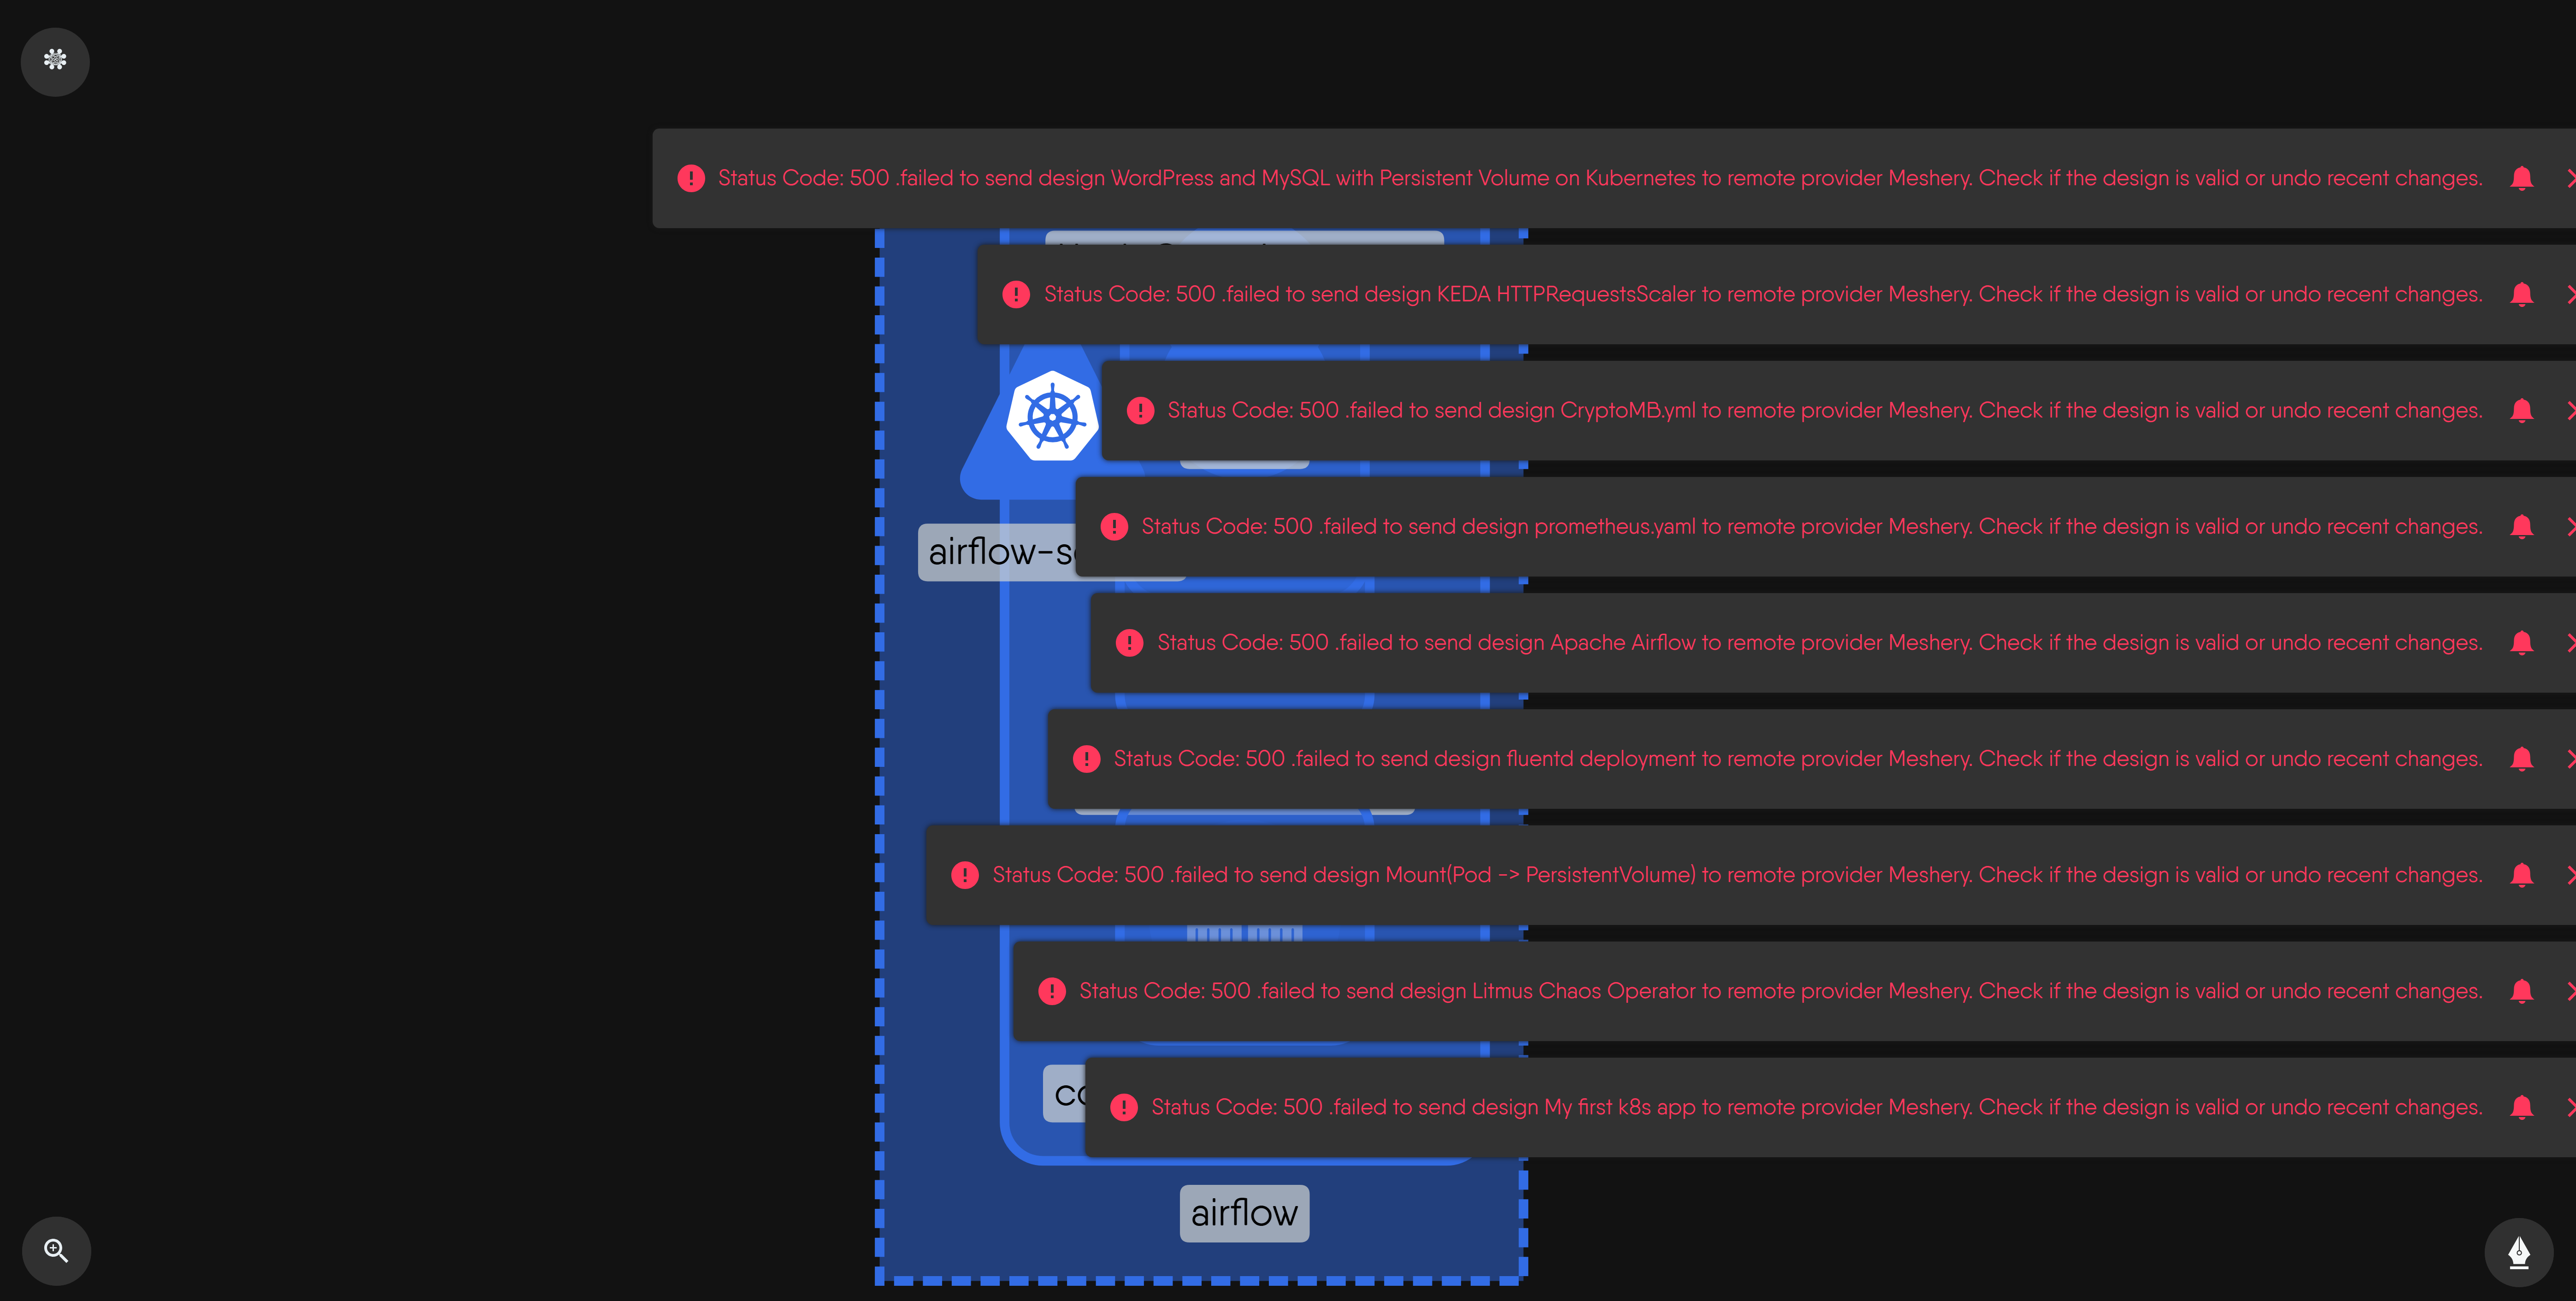 Status Code: 500 .failed to send design WordPress and MySQL with Persistent Volume on Kubernetes to remote provider Meshery. Check if the design is valid or undo recent changes.
Status Code: 500 .failed to send design KEDA HTTPRequestsScaler to remote provider Meshery. Check if the design is valid or undo recent changes.
Status Code: 500 .failed to send design CryptoMB.yml to remote provider Meshery. Check if the design is valid or undo recent changes.
Status Code: 500 .failed to send design prometheus.yaml to remote provider Meshery. Check if the design is valid or undo recent changes.
Status Code: 500 .failed to send design Apache Airflow to remote provider Meshery. Check if the design is valid or undo recent changes.
Status Code: 500 .failed to send design fluentd deployment to remote provider Meshery. Check if the design is valid or undo recent changes.
Status Code: 500 .failed to send design Mount(Pod -> PersistentVolume) to remote provider Meshery. Check if the design is valid or undo recent changes.
Status Code: 500 .failed to send design Litmus Chaos Operator to remote provider Meshery. Check if the design is valid or undo recent changes.
Status Code: 500 .failed to send design My first k8s app to remote provider Meshery. Check if the design is valid or undo recent changes.
airflow